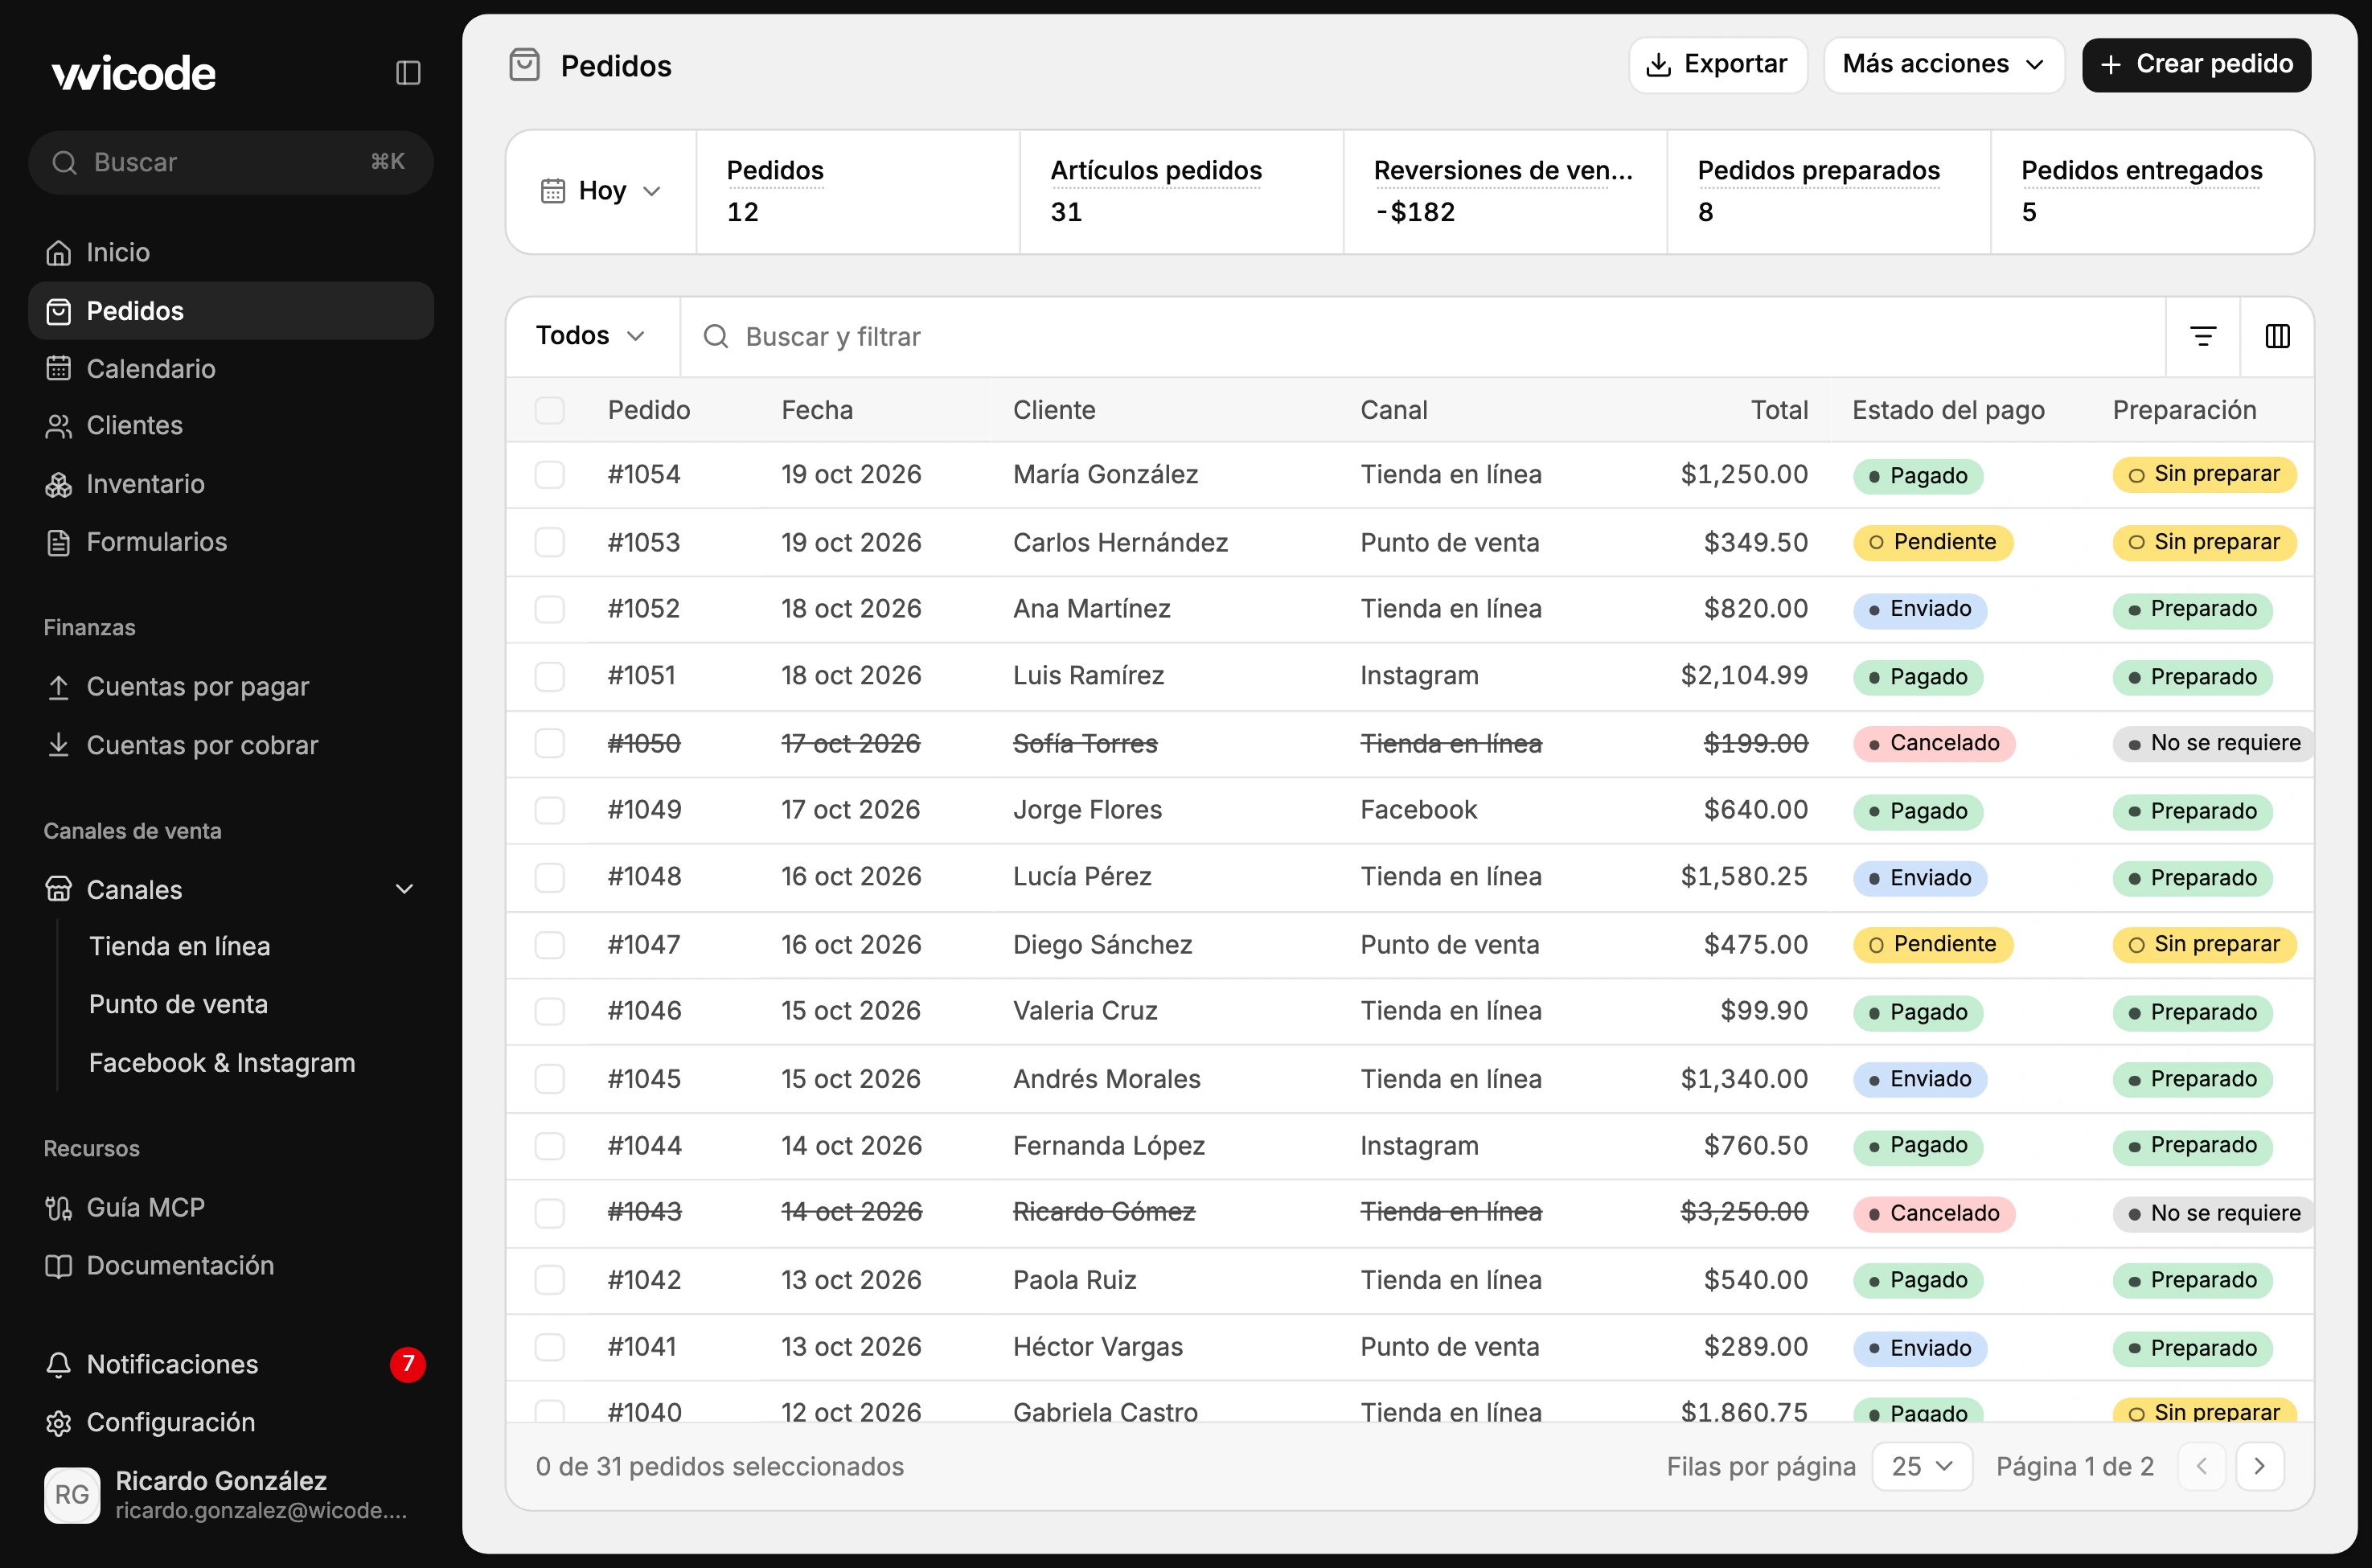 wicode
Buscar ⌘K
Inicio
Pedidos
Calendario
Clientes
Inventario
Formularios
Finanzas
Cuentas por pagar
Cuentas por cobrar
Canales de venta
Canales
Tienda en línea
Punto de venta
Facebook & Instagram
Recursos
Guía MCP
Documentación
Notificaciones 7
Configuración
RG Ricardo González
ricardo.gonzalez@wicode....
Pedidos Exportar Más acciones + Crear pedido
Hoy
Pedidos
12
Artículos pedidos
31
Reversiones de ven...
-$182
Pedidos preparados
8
Pedidos entregados
5
Todos Buscar y filtrar
Pedido Fecha Cliente Canal Total Estado del pago Preparación
#1054 19 oct 2026 María González Tienda en línea $1,250.00 Pagado Sin preparar
#1053 19 oct 2026 Carlos Hernández Punto de venta $349.50 Pendiente Sin preparar
#1052 18 oct 2026 Ana Martínez Tienda en línea $820.00 Enviado Preparado
#1051 18 oct 2026 Luis Ramírez Instagram $2,104.99 Pagado Preparado
#1050 17 oct 2026 Sofía Torres Tienda en línea $199.00 Cancelado No se requiere
#1049 17 oct 2026 Jorge Flores Facebook $640.00 Pagado Preparado
#1048 16 oct 2026 Lucía Pérez Tienda en línea $1,580.25 Enviado Preparado
#1047 16 oct 2026 Diego Sánchez Punto de venta $475.00 Pendiente Sin preparar
#1046 15 oct 2026 Valeria Cruz Tienda en línea $99.90 Pagado Preparado
#1045 15 oct 2026 Andrés Morales Tienda en línea $1,340.00 Enviado Preparado
#1044 14 oct 2026 Fernanda López Instagram $760.50 Pagado Preparado
#1043 14 oct 2026 Ricardo Gómez Tienda en línea $3,250.00 Cancelado No se requiere
#1042 13 oct 2026 Paola Ruiz Tienda en línea $540.00 Pagado Preparado
#1041 13 oct 2026 Héctor Vargas Punto de venta $289.00 Enviado Preparado
#1040 12 oct 2026 Gabriela Castro Tienda en línea $1,860.75 Pagado Sin preparar
0 de 31 pedidos seleccionados Filas por página 25 Página 1 de 2